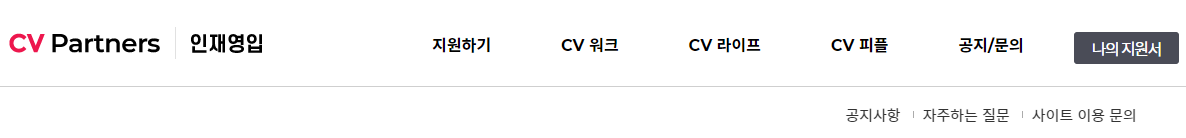 CV Partners 인재영입 지원하기 CV 워크 CV 라이프 CV 피플 공지/문의 나의 지원서
공지사항 자주하는 질문 사이트 이용 문의